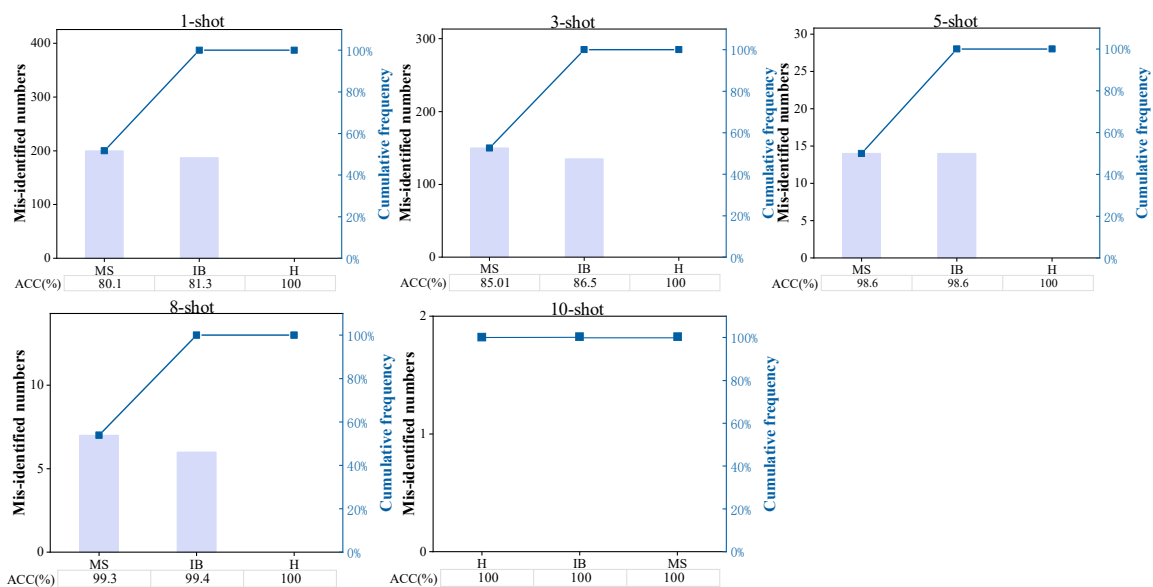 1-shot
Mis-identified numbers
400
300
200
100
0
100%
80%
60%
40%
20%
0%
Cumulative frequency
MS IB H
ACC(%) 80.1 81.3 100
3-shot
Mis-identified numbers
300
200
100
0
100%
80%
60%
40%
20%
0%
Cumulative frequency
MS IB H
ACC(%) 85.01 86.5 100
5-shot
Mis-identified numbers
30
25
20
15
10
5
0
100%
80%
60%
40%
20%
0%
Cumulative frequency
MS IB H
ACC(%) 98.6 98.6 100
8-shot
Mis-identified numbers
10
5
0
100%
80%
60%
40%
20%
0%
Cumulative frequency
MS IB H
ACC(%) 99.3 99.4 100
10-shot
Mis-identified numbers
2
1
0
100%
80%
60%
40%
20%
0%
Cumulative frequency
H IB MS
ACC(%) 100 100 100